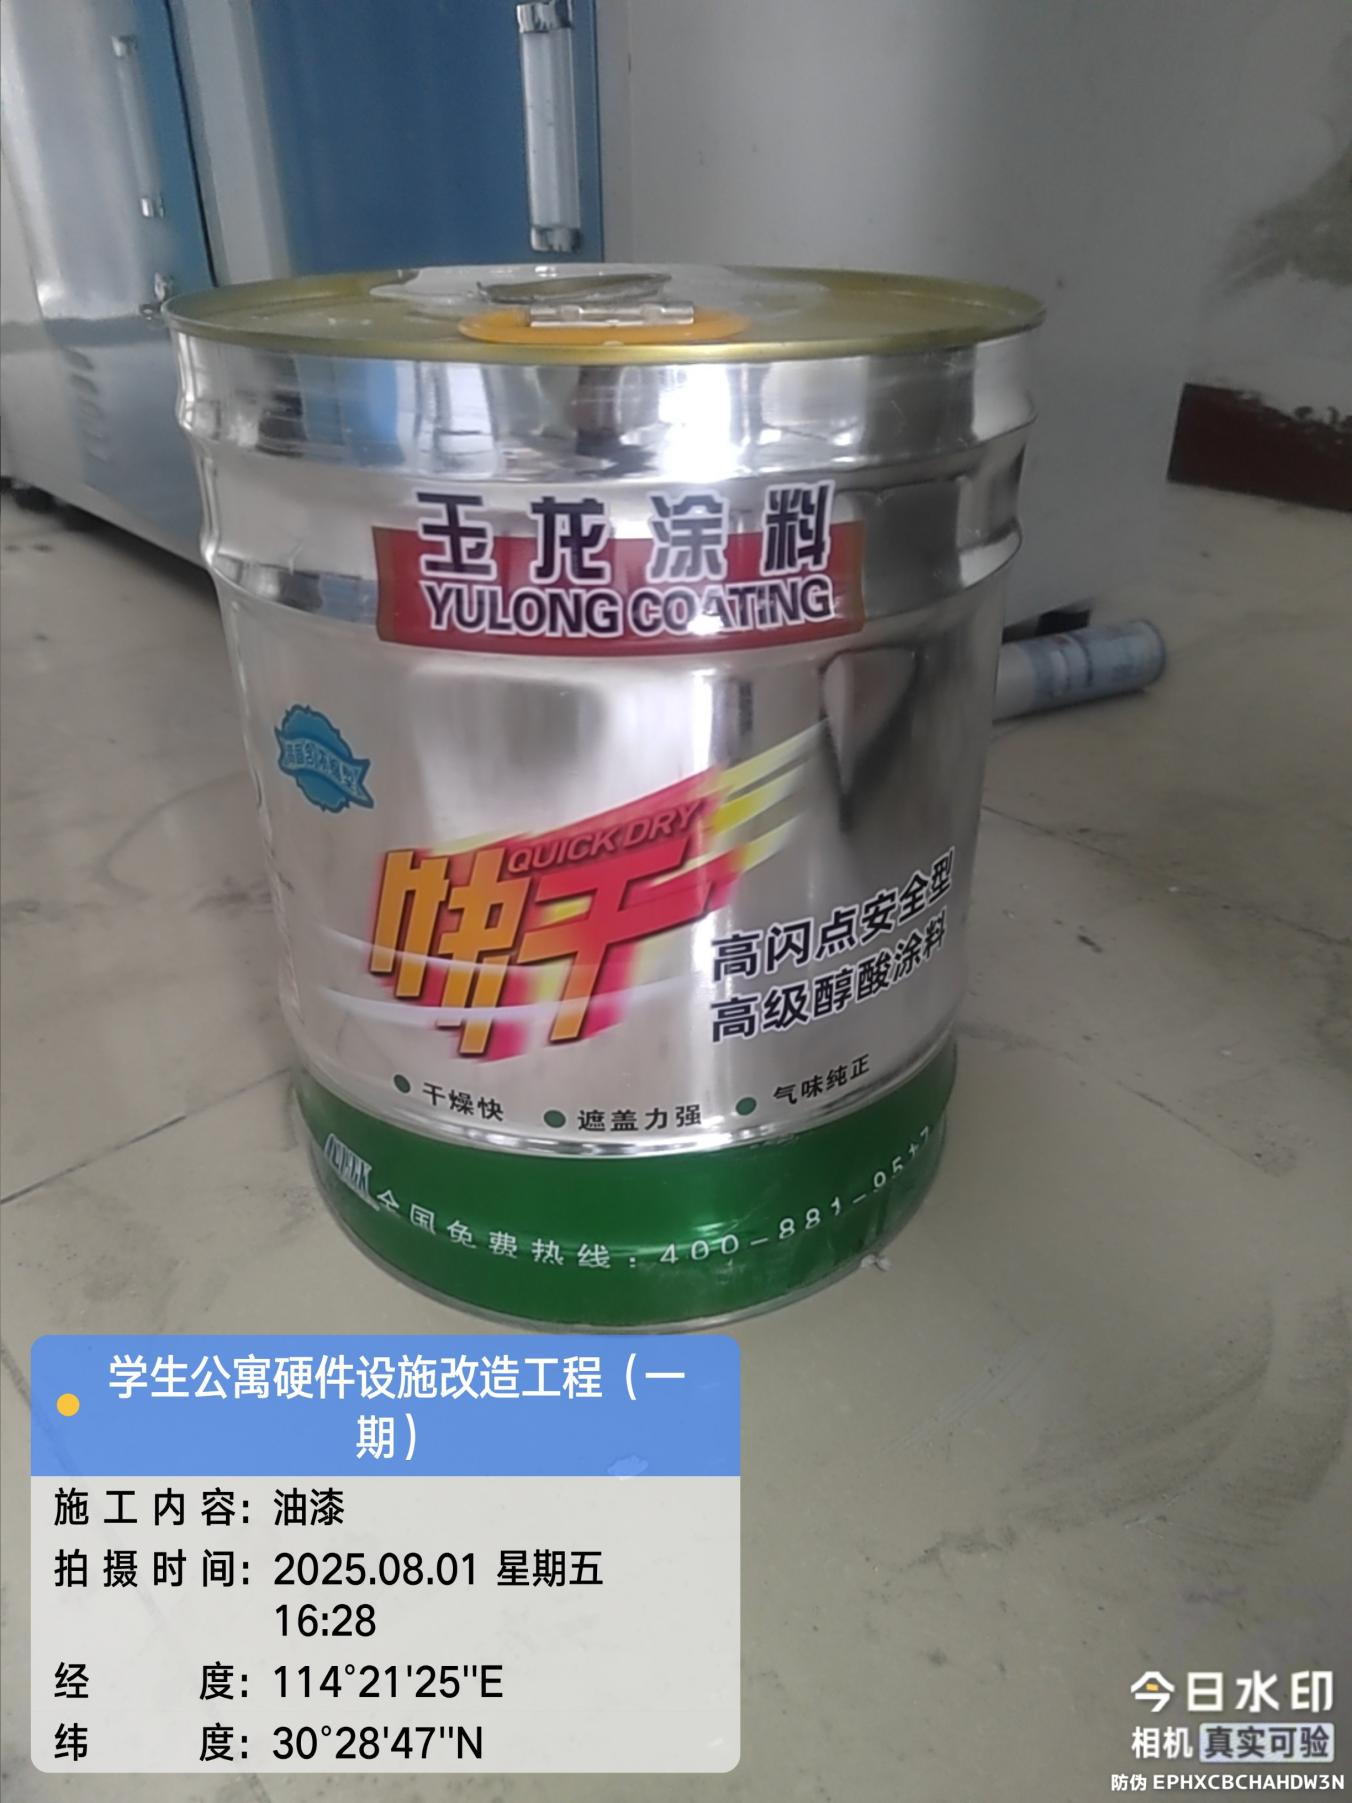 玉龙涂料
YULONG COATING
QUICK DRY
快干
高闪点安全型
高级醇酸涂料
干燥快
遮盖力强
气味纯正
全国免费热线：400-881-9517
学生公寓硬件设施改造工程（一
期）
施工内容：油漆
拍摄时间：2025.08.01 星期五
16:28
经度：114°21'25"E
纬度：30°28'47"N
今日水印
相机 真实可验
防伪 EPHXCBCHAHDW3N